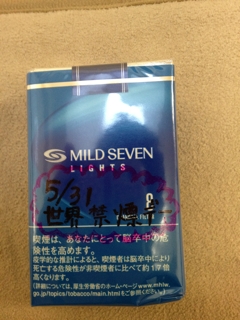 MILD SEVEN
LIGHTS
5/31
世界禁煙デー
8
喫煙は、あなたにとって脳卒中の危
険性を高めます。
疫学的な推計によると、喫煙者は脳卒中により
死亡する危険性が非喫煙者に比べて約1.7倍
高くなります。
(詳細については、厚生労働省のホーム・ページ www.mhlw.
go.jp/topics/tobacco/main.htmlをご参照ください。)